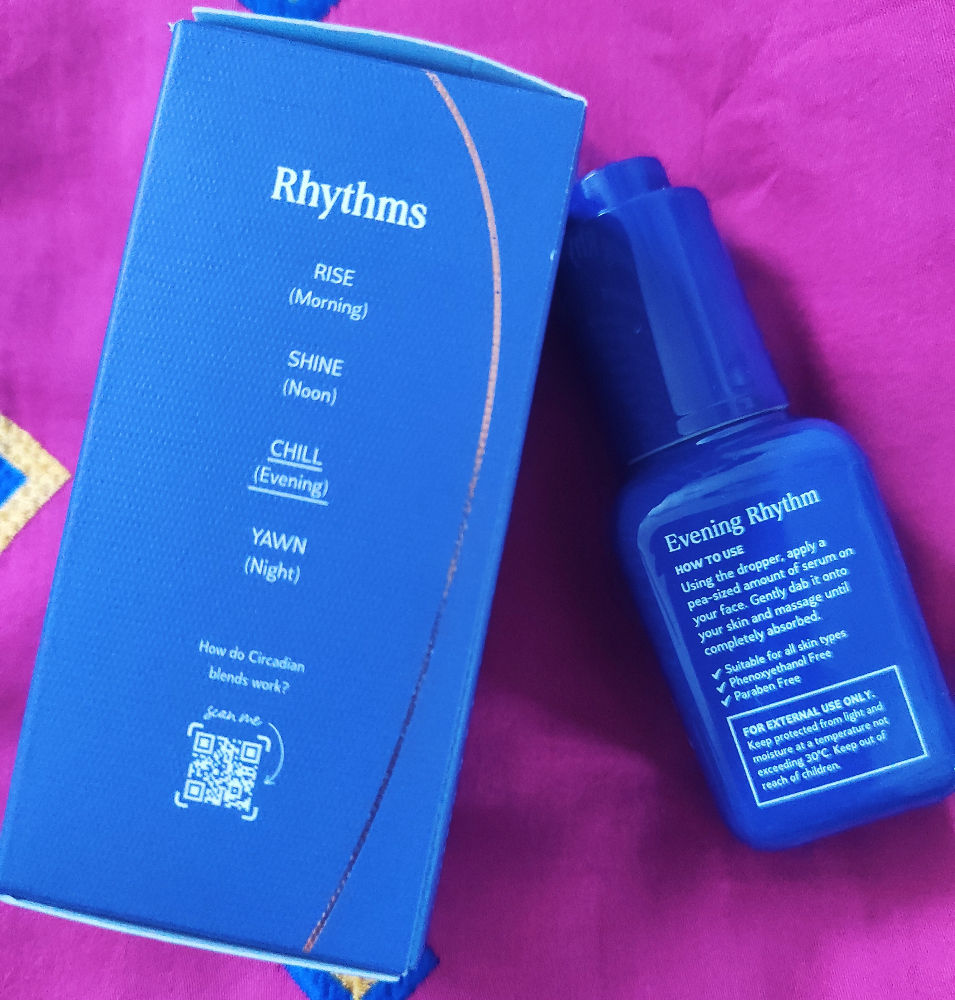 Rhythms
RISE
(Morning)
SHINE
(Noon)
CHILL
(Evening)
YAWN
(Night)
How do Circadian
blends work?
scan me
Evening Rhythm
HOW TO USE
Using the dropper, apply a
pea-sized amount of serum on
your face. Gently dab it onto
your skin and massage until
completely absorbed.
✓ Suitable for all skin types
✓ Phenoxyethanol Free
✓ Paraben Free
FOR EXTERNAL USE ONLY.
Keep protected from light and
moisture at a temperature not
exceeding 30°C. Keep out of
reach of children.